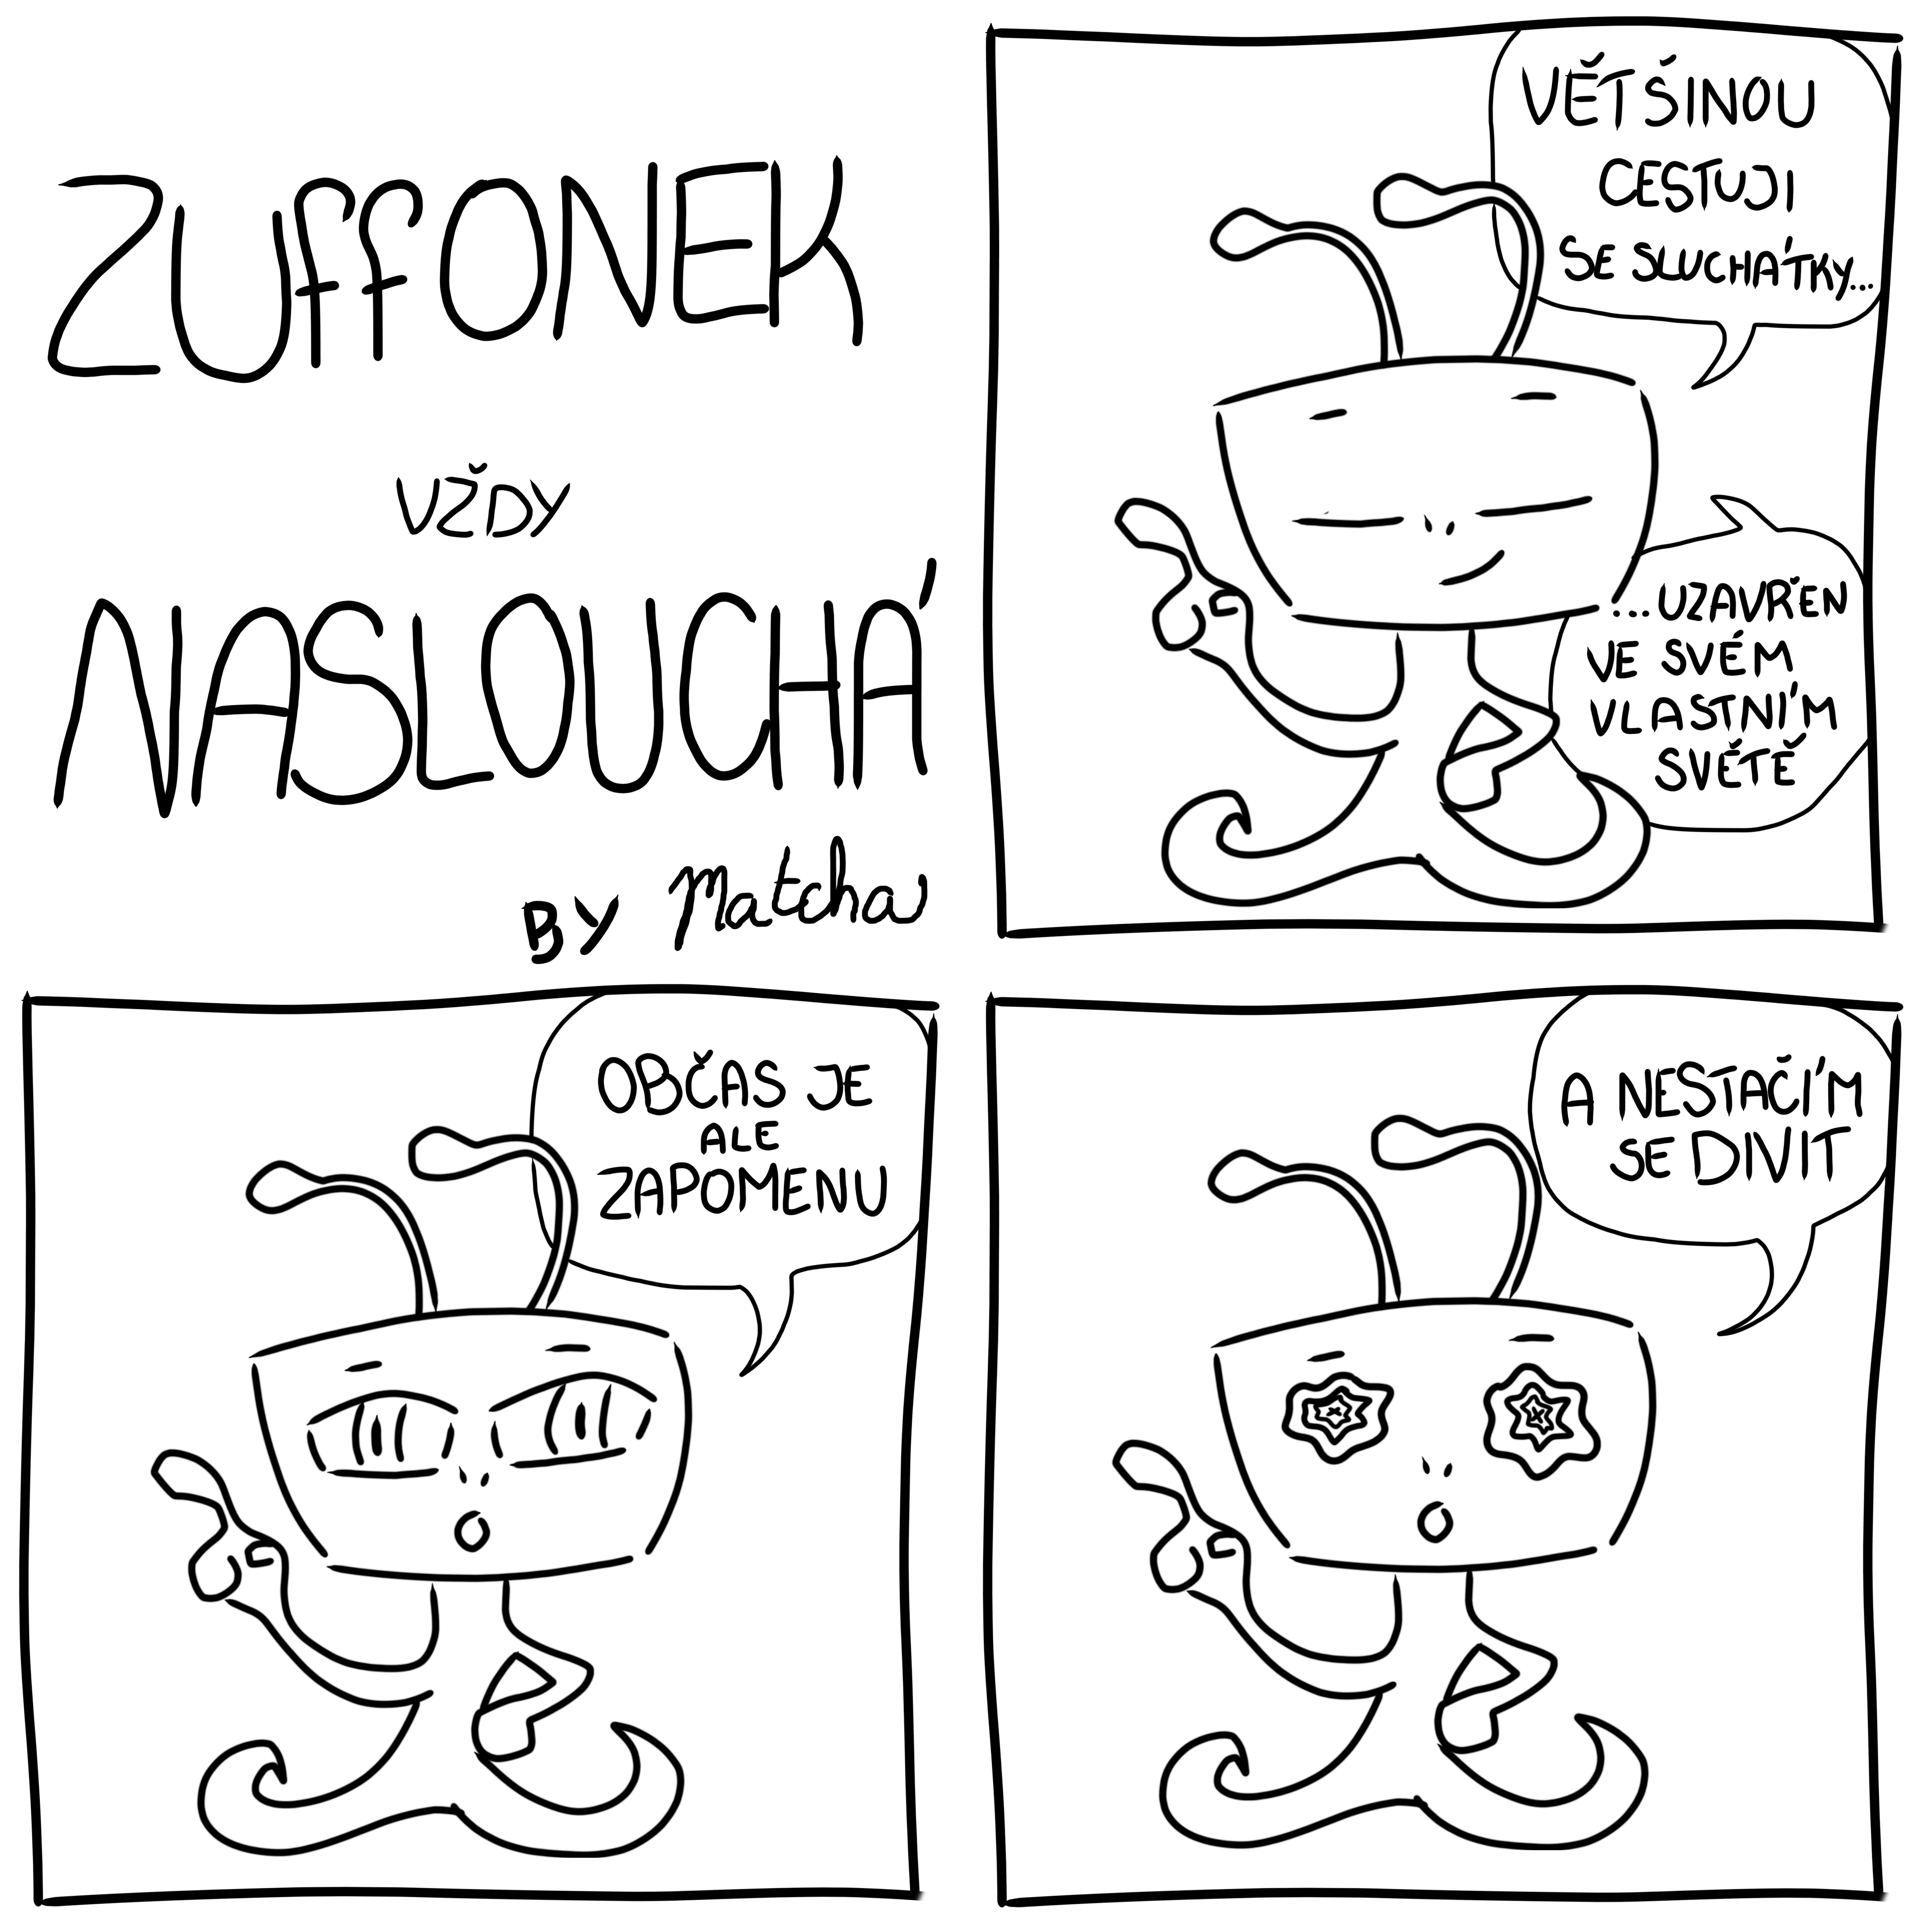 ZUffONEK
VŽDY
NASLOUCHÁ
By Matcha
VĚTŠINOU
CESTUJI
SE SLUCHÁTKY...
...UZAVŘEN
VE SVÉM
VLASTNÍM
SVĚTĚ
OBČAS JE
ALE
ZAPOMENU
A NESTAČÍM
SE DIVIT